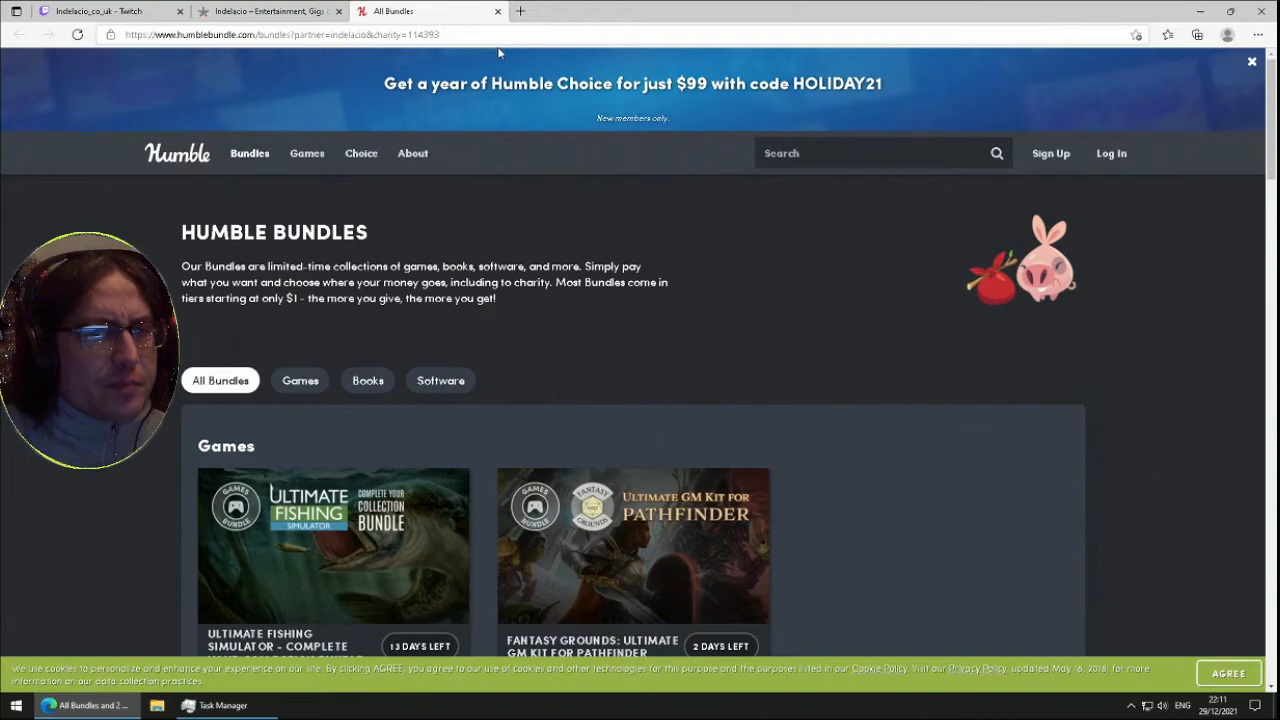 Indelacio_co_uk - Twitch
Indelacio – Entertainment, Gigs &
All Bundles
https://www.humblebundle.com/bundles?partner=indelacio&charity=114393
Get a year of Humble Choice for just $99 with code HOLIDAY21
New members only.
Humble
Bundles
Games
Choice
About
Search
Sign Up
Log In
HUMBLE BUNDLES
Our Bundles are limited-time collections of games, books, software, and more. Simply pay
what you want and choose where your money goes, including to charity. Most Bundles come in
tiers starting at only $1 - the more you give, the more you get!
All Bundles
Games
Books
Software
Games
GAMES
BUNDLE
ULTIMATE
FISHING
SIMULATOR
COMPLETE
YOUR
COLLECTION
BUNDLE
GAMES
BUNDLE
FANTASY
GROUNDS
ULTIMATE GM KIT FOR
PATHFINDER
ULTIMATE FISHING
SIMULATOR - COMPLETE
13 DAYS LEFT
FANTASY GROUNDS: ULTIMATE
GM KIT FOR PATHFINDER
2 DAYS LEFT
We use cookies to personalize and enhance your experience on our site. By clicking AGREE, you agree to our use of cookies and other technologies for this purpose and the purposes listed in our Cookie Policy. Visit our Privacy Policy, updated May 16, 2018, for more
information on our data collection practices.
AGREE
All Bundles and 2 ...
Task Manager
ENG
22:11
29/12/2021